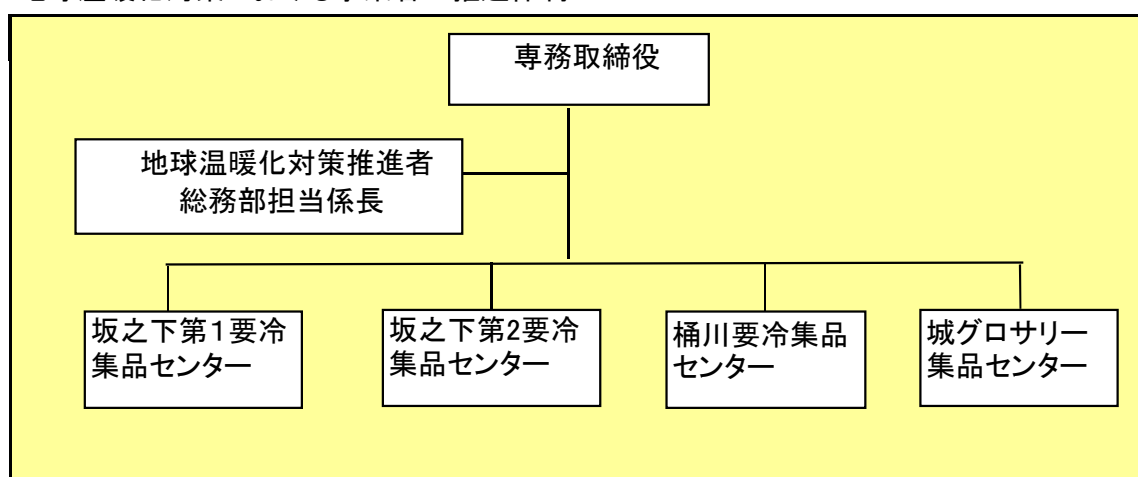 専務取締役
地球温暖化対策推進者
総務部担当係長
坂之下第１要冷
集品センター
坂之下第2要冷
集品センター
桶川要冷集品
センター
城グロサリー
集品センター